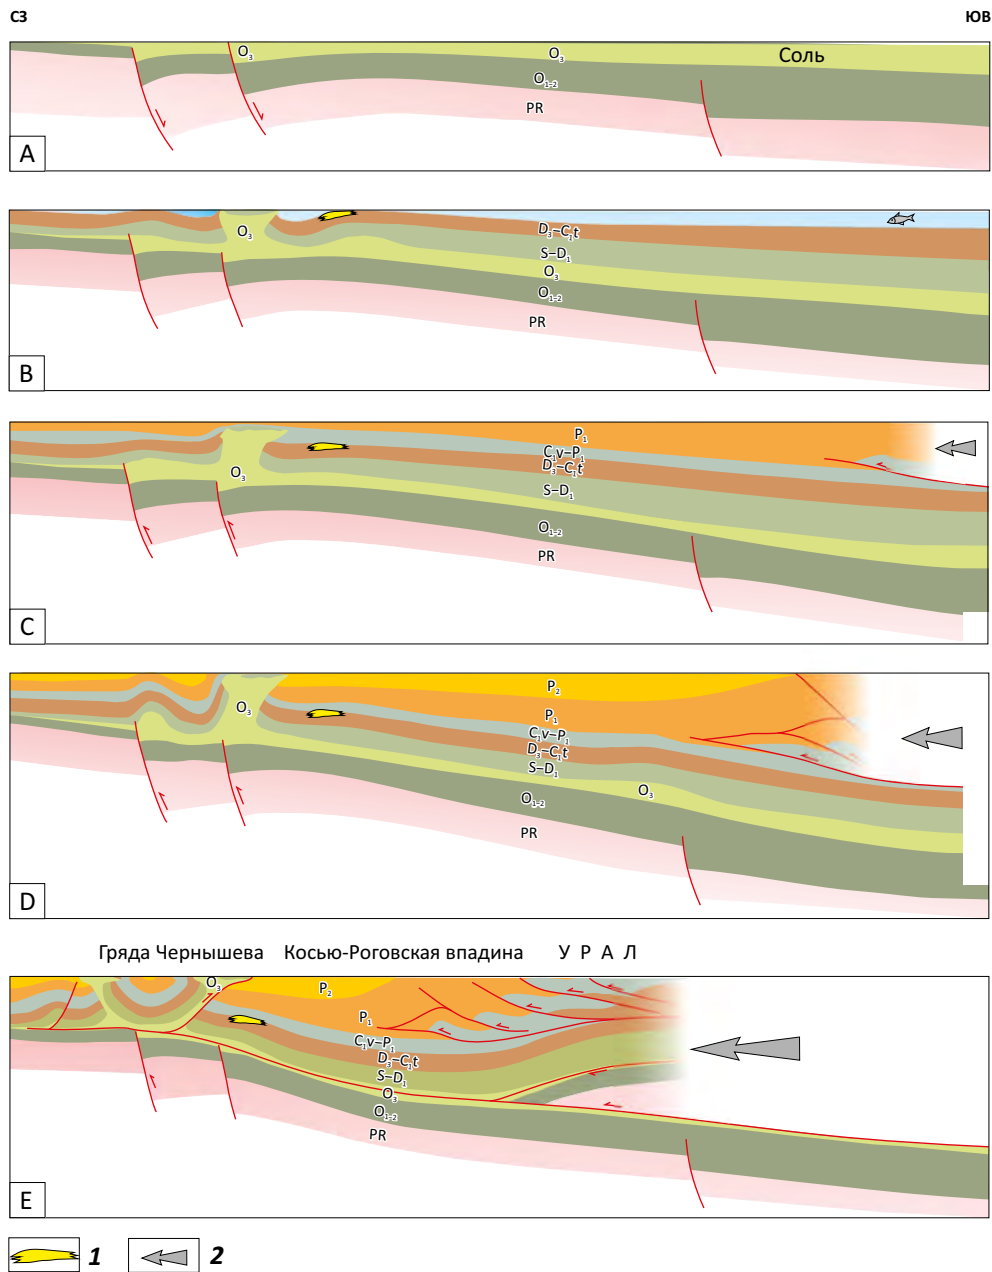 СЗ ЮВ
O₃ O₃ Соль
O₁₋₂
PR
A
D₃–C₁t
O₃
S–D₁
O₃
O₁₋₂
PR
B
P₁
C₁v–P₁
D₃–C₁t
O₃
S–D₁
O₁₋₂
PR
C
P₂
O₃
P₁
C₁v–P₁
D₃–C₁t
S–D₁
O₃
O₁₋₂
PR
D
Гряда Чернышева Косью-Роговская впадина У Р А Л
O₃
P₂
P₁
C₁v–P₁
D₃–C₁t
S–D₁
O₃
O₁₋₂
PR
E
1 2